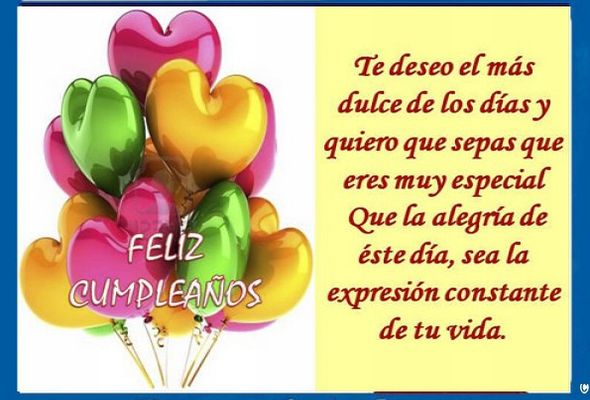 FELIZ
CUMPLEAÑOS
Te deseo el más
dulce de los días y
quiero que sepas que
eres muy especial
Que la alegría de
éste día, sea la
expresión constante
de tu vida.